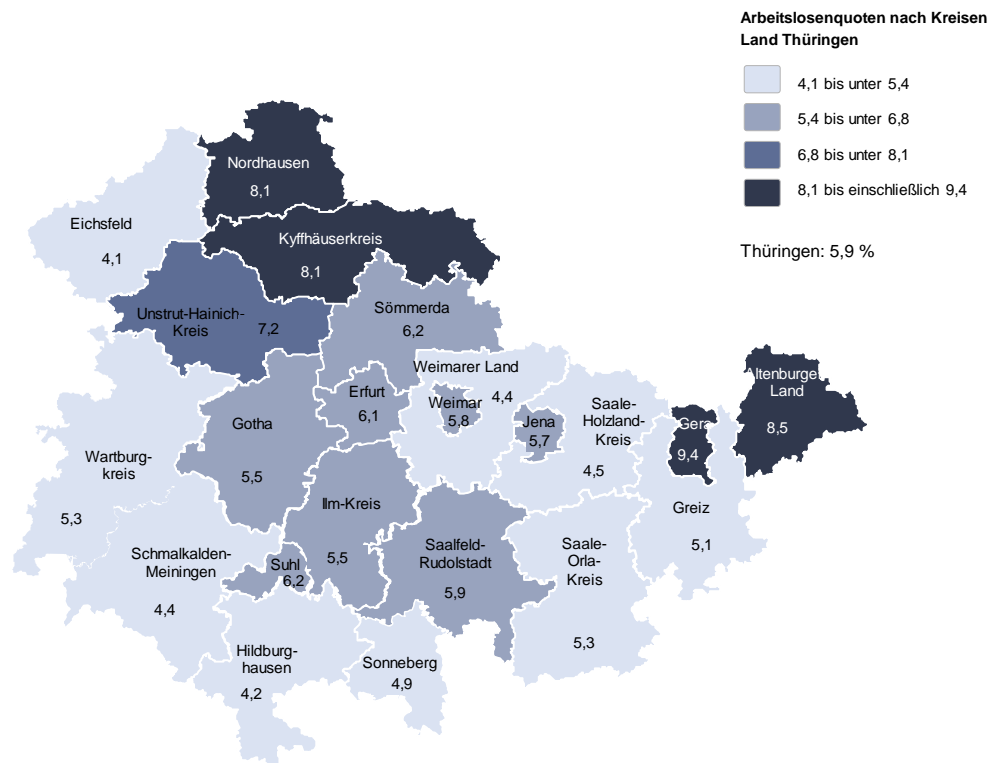 Arbeitslosenquoten nach Kreisen
Land Thüringen
4,1 bis unter 5,4
5,4 bis unter 6,8
6,8 bis unter 8,1
8,1 bis einschließlich 9,4
Thüringen: 5,9 %
Nordhausen
8,1
Eichsfeld
4,1
Kyffhäuserkreis
8,1
Unstrut-Hainich-
Kreis
7,2
Sömmerda
6,2
Weimarer Land
4,4
Erfurt
6,1
Weimar
5,8
Jena
5,7
Saale-
Holzland-
Kreis
4,5
Gera
9,4
Altenburger
Land
8,5
Gotha
5,5
Wartburg-
kreis
5,3
Ilm-Kreis
5,5
Greiz
5,1
Schmalkalden-
Meiningen
4,4
Suhl
6,2
Saalfeld-
Rudolstadt
5,9
Saale-
Orla-
Kreis
5,3
Hildburg-
hausen
4,2
Sonneberg
4,9